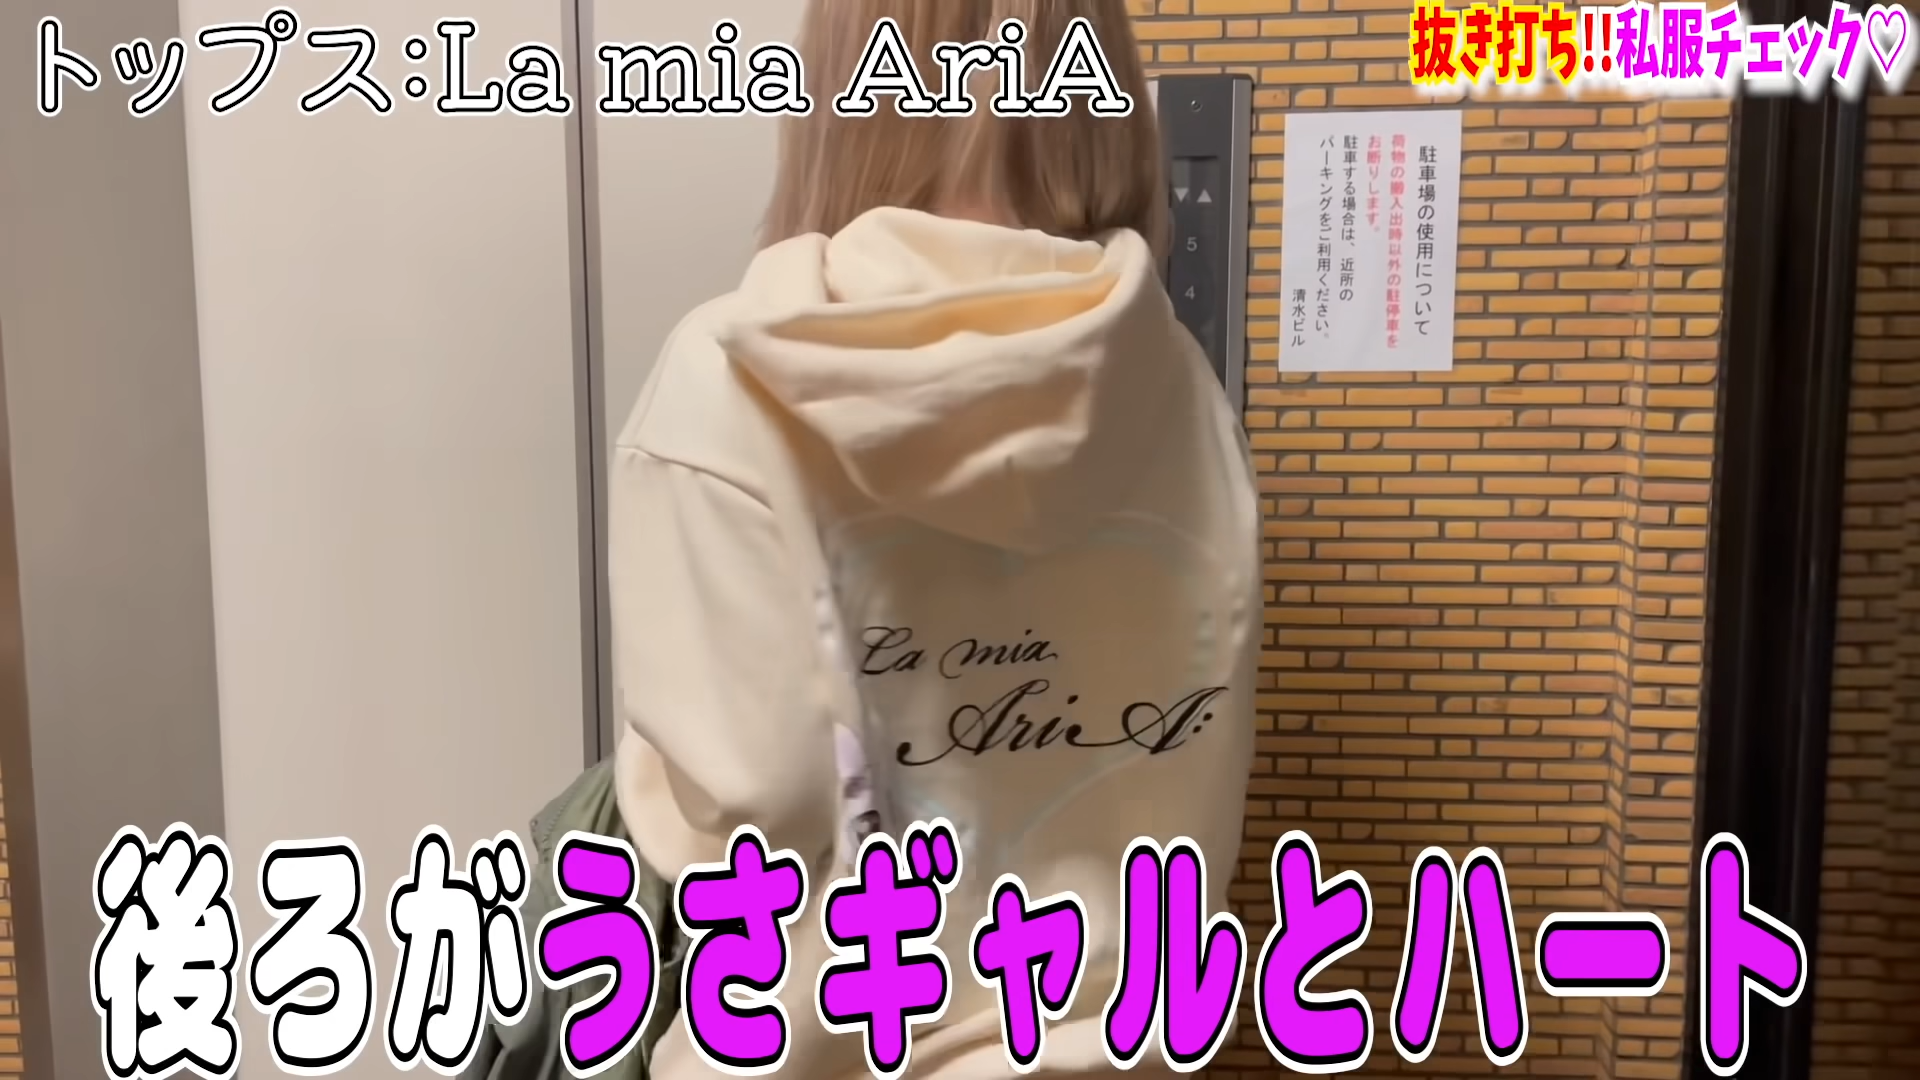 トップス:La mia AriA
抜き打ち!!私服チェック♡
駐車場の使用について
荷物の搬入出時以外の駐停車を
お断りします。
駐車する場合は、近所の
パーキングをご利用ください。
清水ビル
5
4
La mia
AriA
後ろがうさギャルとハート